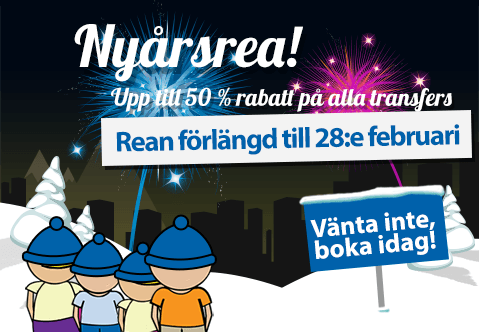 Nyårsrea!
Upp till 50 % rabatt på alla transfers
Rean förlängd till 28:e februari
Vänta inte,
boka idag!